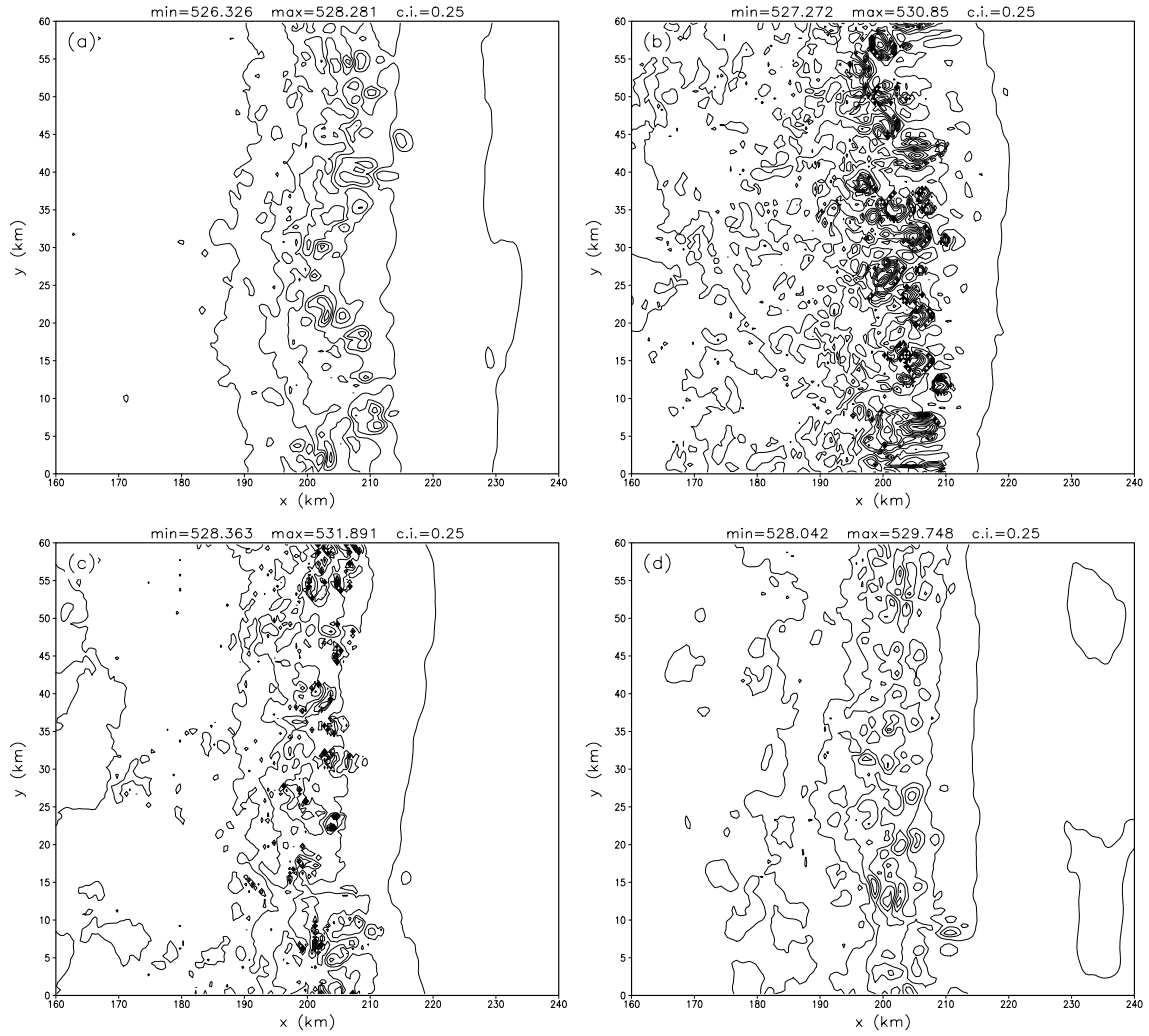 min=526.326 max=528.281 c.i.=0.25
(a)
60
55
50
45
40
35
30
25
20
15
10
5
0
y (km)
160 170 180 190 200 210 220 230 240
x (km)
min=527.272 max=530.85 c.i.=0.25
(b)
60
55
50
45
40
35
30
25
20
15
10
5
0
y (km)
160 170 180 190 200 210 220 230 240
x (km)
min=528.363 max=531.891 c.i.=0.25
(c)
60
55
50
45
40
35
30
25
20
15
10
5
0
y (km)
160 170 180 190 200 210 220 230 240
x (km)
min=528.042 max=529.748 c.i.=0.25
(d)
60
55
50
45
40
35
30
25
20
15
10
5
0
y (km)
160 170 180 190 200 210 220 230 240
x (km)